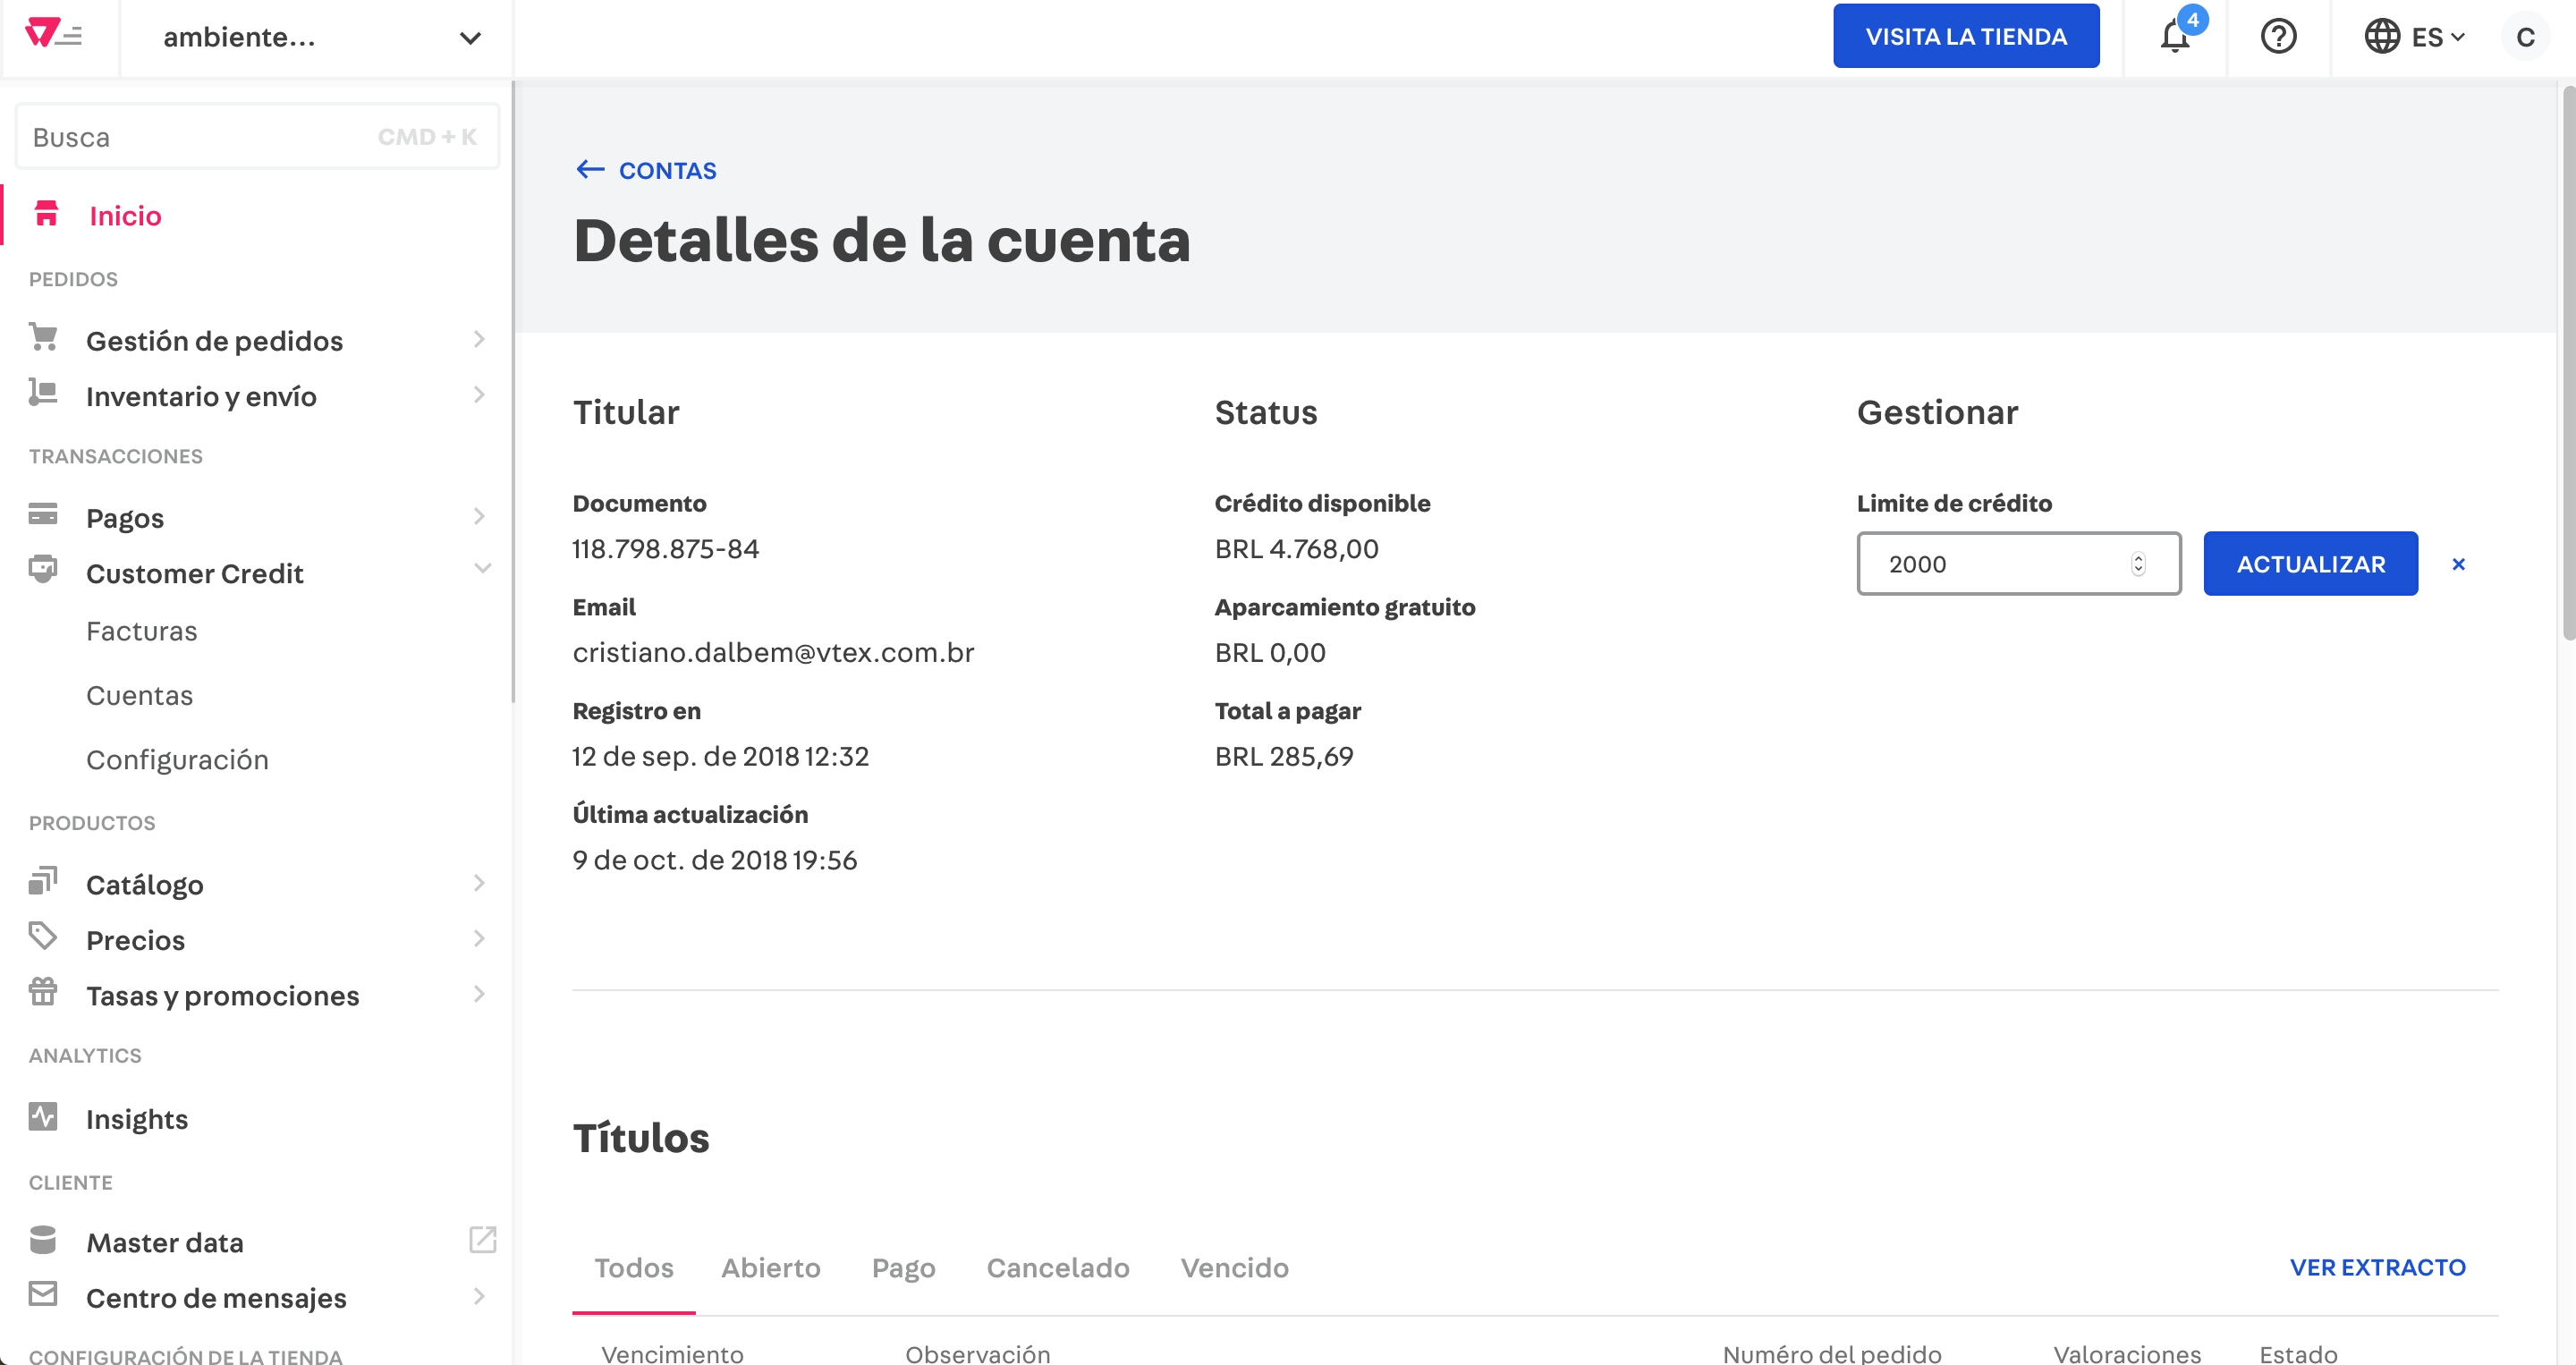 ambiente...
VISITA LA TIENDA
4
ES
C
Busca
CMD + K
Inicio
PEDIDOS
Gestión de pedidos
Inventario y envío
TRANSACCIONES
Pagos
Customer Credit
Facturas
Cuentas
Configuración
PRODUCTOS
Catálogo
Precios
Tasas y promociones
ANALYTICS
Insights
CLIENTE
Master data
Centro de mensajes
CONFIGURACIÓN DE LA TIENDA
CONTAS
Detalles de la cuenta
Titular
Documento
118.798.875-84
Email
cristiano.dalbem@vtex.com.br
Registro en
12 de sep. de 2018 12:32
Última actualización
9 de oct. de 2018 19:56
Status
Crédito disponible
BRL 4.768,00
Aparcamiento gratuito
BRL 0,00
Total a pagar
BRL 285,69
Gestionar
Limite de crédito
2000
ACTUALIZAR
Títulos
Todos
Abierto
Pago
Cancelado
Vencido
VER EXTRACTO
Vencimiento
Observación
Numéro del pedido
Valoraciones
Estado